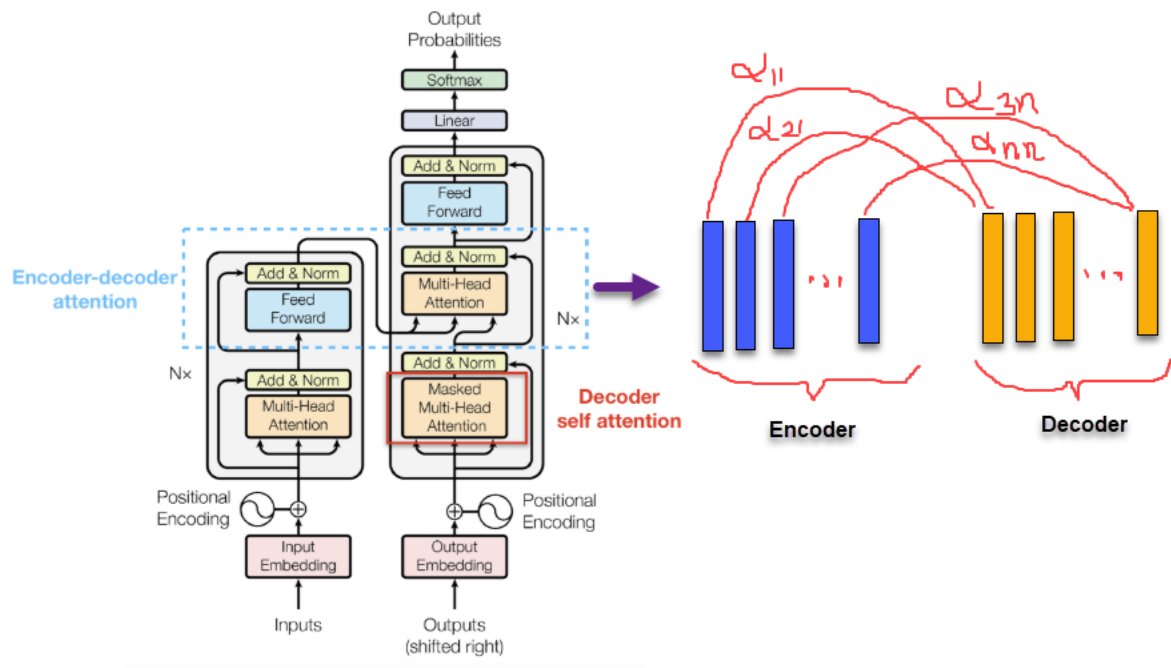 Output
Probabilities
Softmax
Linear
Add & Norm
Feed
Forward
Add & Norm
Multi-Head
Attention
Nx
Add & Norm
Masked
Multi-Head
Attention
Encoder-decoder
attention
Add & Norm
Feed
Forward
Nx
Add & Norm
Multi-Head
Attention
Decoder
self attention
Positional
Encoding
Positional
Encoding
Input
Embedding
Output
Embedding
Inputs
Outputs
(shifted right)
α11
α21
α3n
αnn
Encoder
Decoder